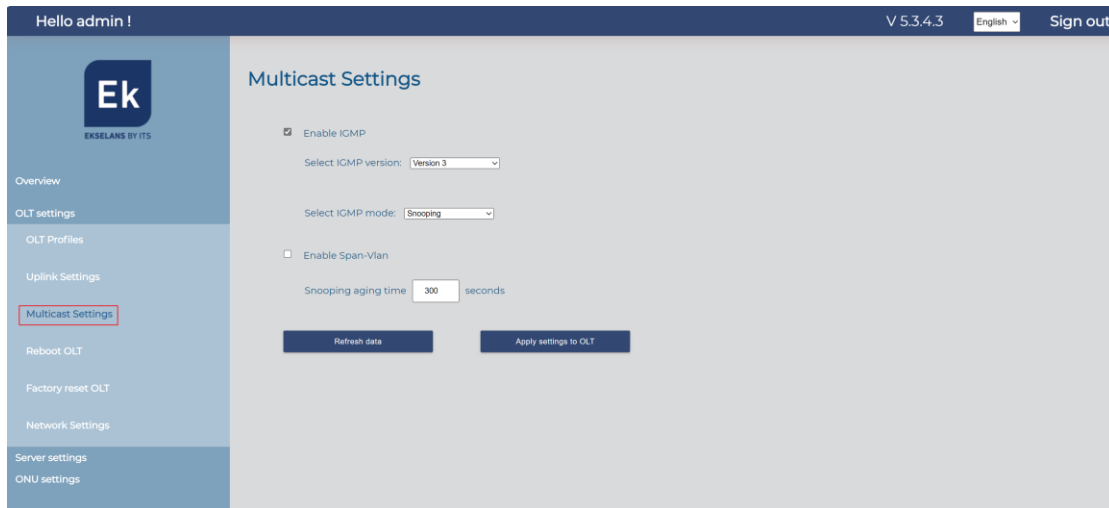 Hello admin !
V 5.3.4.3
English
Sign out
Ek
EKSELANS BY ITS
Overview
OLT settings
OLT Profiles
Uplink Settings
Multicast Settings
Reboot OLT
Factory reset OLT
Network Settings
Server settings
ONU settings
Multicast Settings
Enable IGMP
Select IGMP version: Version 3
Select IGMP mode: Snooping
Enable Span-Vlan
Snooping aging time 300 seconds
Refresh data
Apply settings to OLT